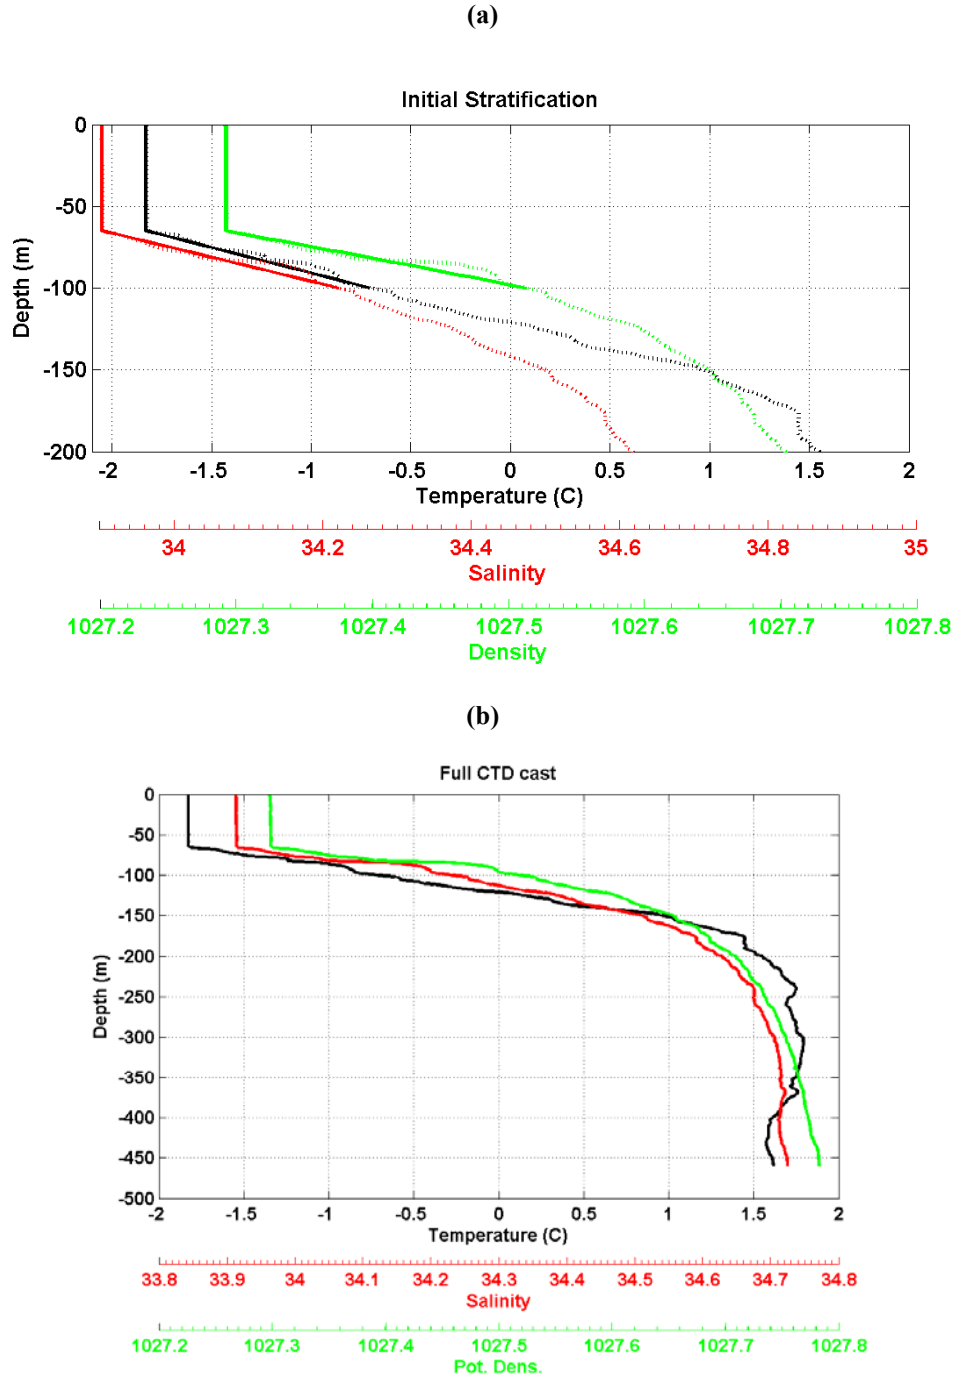 (a)
Initial Stratification
0
-50
-100
-150
-200
Depth (m)
-2 -1.5 -1 -0.5 0 0.5 1 1.5 2
Temperature (C)
34 34.2 34.4 34.6 34.8 35
Salinity
1027.2 1027.3 1027.4 1027.5 1027.6 1027.7 1027.8
Density
(b)
Full CTD cast
0
-50
-100
-150
-200
-250
-300
-350
-400
-450
-500
Depth (m)
-2 -1.5 -1 -0.5 0 0.5 1 1.5 2
Temperature (C)
33.8 33.9 34 34.1 34.2 34.3 34.4 34.5 34.6 34.7 34.8
Salinity
1027.2 1027.3 1027.4 1027.5 1027.6 1027.7 1027.8
Pot. Dens.